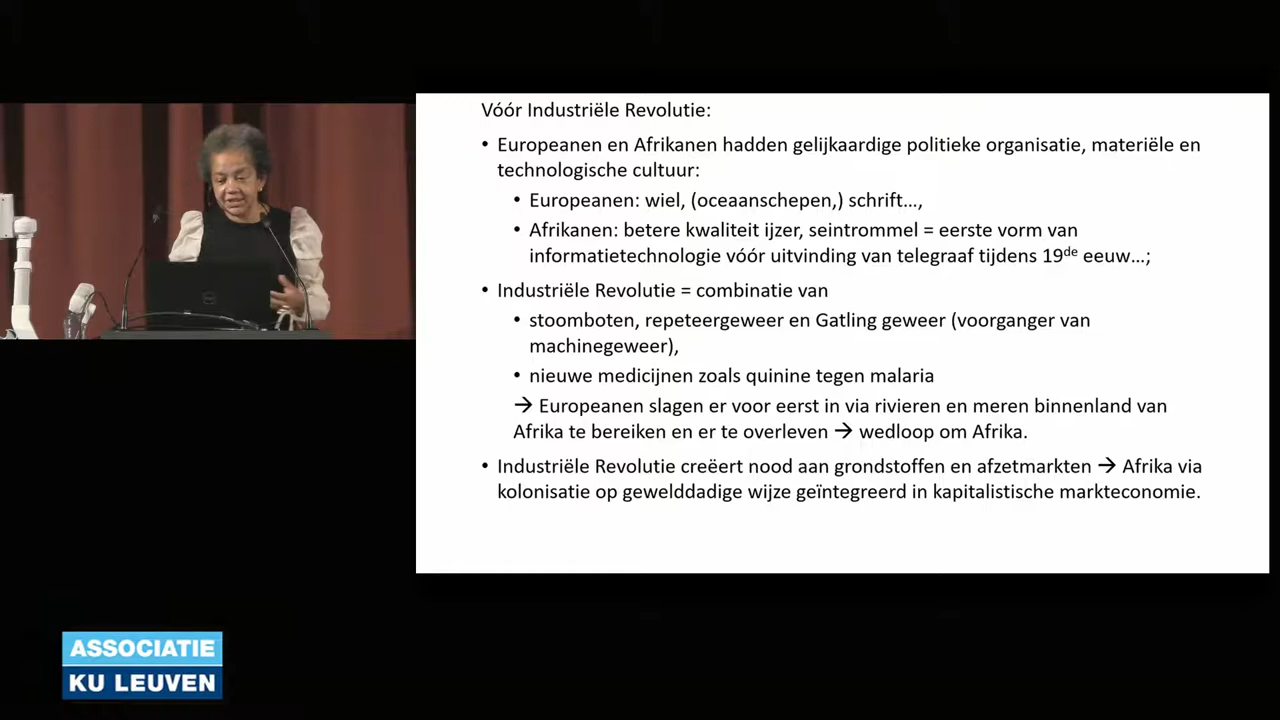 Vóór Industriële Revolutie:
• Europeanen en Afrikanen hadden gelijkaardige politieke organisatie, materiële en
technologische cultuur:
• Europeanen: wiel, (oceaanschepen,) schrift…,
• Afrikanen: betere kwaliteit ijzer, seintrommel = eerste vorm van
informatietechnologie vóór uitvinding van telegraaf tijdens 19de eeuw…;
• Industriële Revolutie = combinatie van
• stoomboten, repeteergeweer en Gatling geweer (voorganger van
machinegeweer),
• nieuwe medicijnen zoals quinine tegen malaria
→ Europeanen slagen er voor eerst in via rivieren en meren binnenland van
Afrika te bereiken en er te overleven → wedloop om Afrika.
• Industriële Revolutie creëert nood aan grondstoffen en afzetmarkten → Afrika via
kolonisatie op gewelddadige wijze geïntegreerd in kapitalistische markteconomie.
ASSOCIATIE
KU LEUVEN